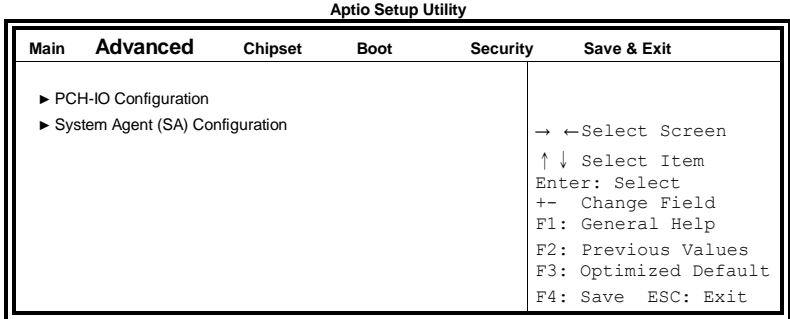 Aptio Setup Utility
Main Advanced Chipset Boot Security Save & Exit
► PCH-IO Configuration
► System Agent (SA) Configuration
→ ←Select Screen
↑↓ Select Item
Enter: Select
+- Change Field
F1: General Help
F2: Previous Values
F3: Optimized Default
F4: Save ESC: Exit